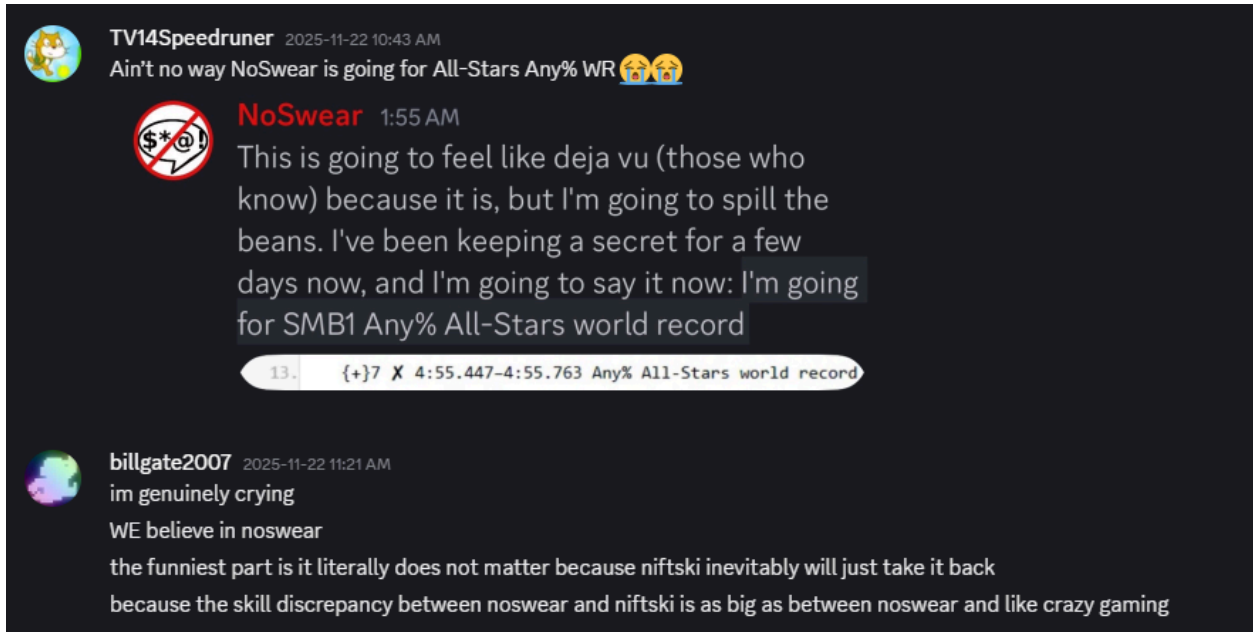 TV14Speedruner 2025-11-22 10:43 AM
Ain't no way NoSwear is going for All-Stars Any% WR😭😭
$*@!
NoSwear 1:55 AM
This is going to feel like deja vu (those who
know) because it is, but I'm going to spill the
beans. I've been keeping a secret for a few
days now, and I'm going to say it now: I'm going
for SMB1 Any% All-Stars world record
13. {+}7 ✗ 4:55.447–4:55.763 Any% All-Stars world record
billgate2007 2025-11-22 11:21 AM
im genuinely crying
WE believe in noswear
the funniest part is it literally does not matter because niftski inevitably will just take it back
because the skill discrepancy between noswear and niftski is as big as between noswear and like crazy gaming